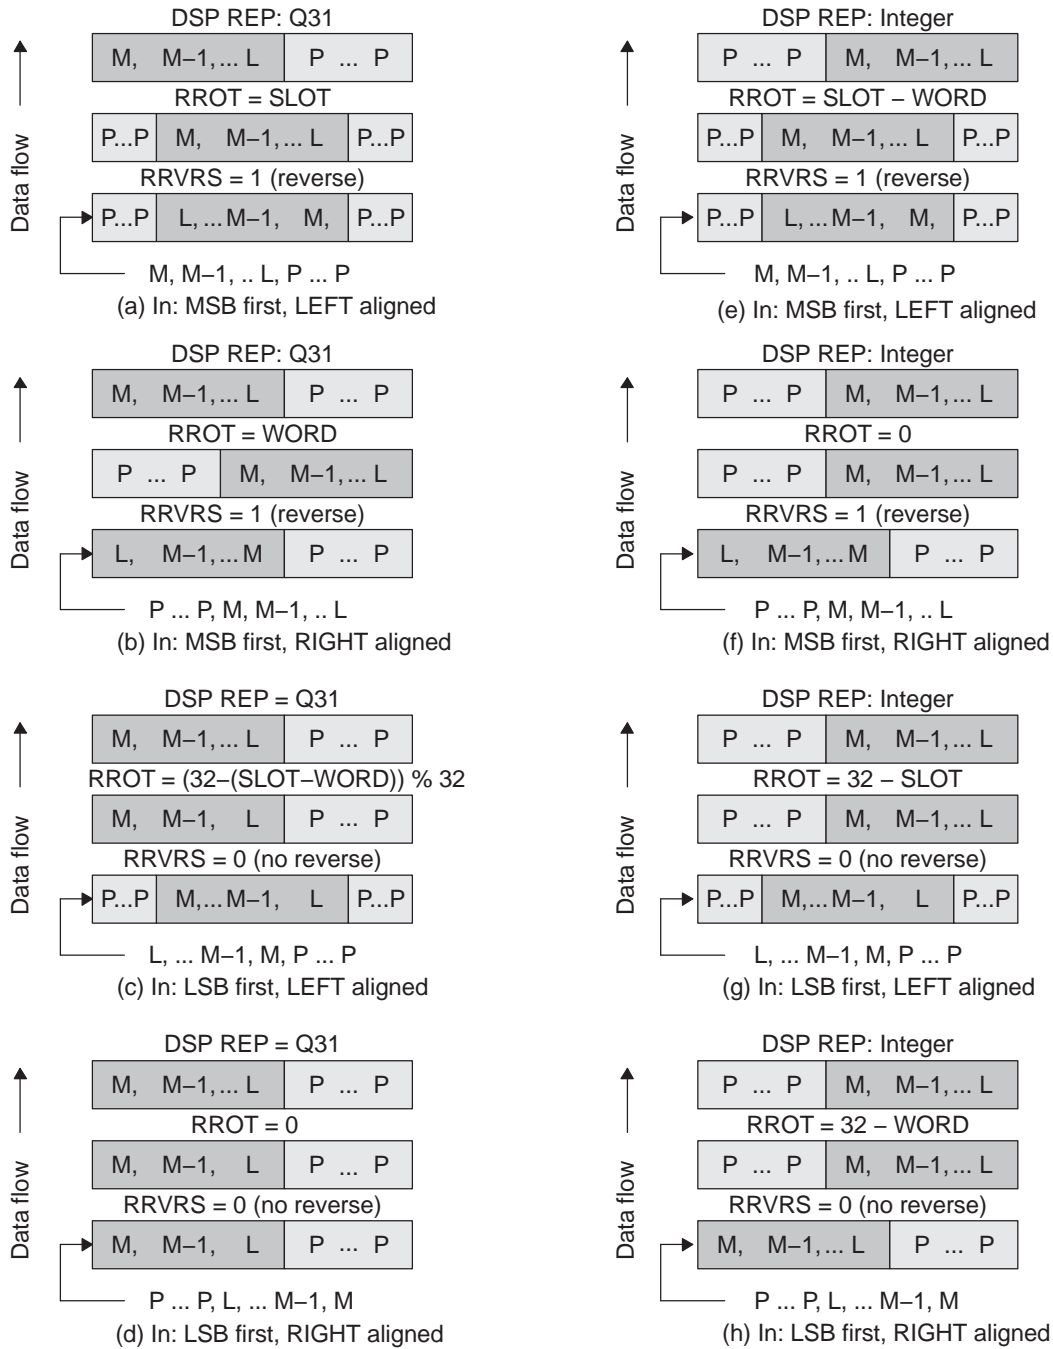 DSP REP: Q31
M, M–1,... L P ... P
RROT = SLOT
P...P M, M–1,... L P...P
RRVRS = 1 (reverse)
P...P L, ...M–1, M, P...P
M, M–1, .. L, P ... P
(a) In: MSB first, LEFT aligned
Data flow
DSP REP: Integer
P ... P M, M–1,... L
RROT = SLOT – WORD
P...P M, M–1,... L P...P
RRVRS = 1 (reverse)
P...P L, ...M–1, M, P...P
M, M–1, .. L, P ... P
(e) In: MSB first, LEFT aligned
Data flow
DSP REP: Q31
M, M–1,... L P ... P
RROT = WORD
P ... P M, M–1,... L
RRVRS = 1 (reverse)
L, M–1,... M P ... P
P ... P, M, M–1, .. L
(b) In: MSB first, RIGHT aligned
Data flow
DSP REP: Integer
P ... P M, M–1,... L
RROT = 0
P ... P M, M–1,... L
RRVRS = 1 (reverse)
L, M–1,... M P ... P
P ... P, M, M–1, .. L
(f) In: MSB first, RIGHT aligned
Data flow
DSP REP = Q31
M, M–1,... L P ... P
RROT = (32–(SLOT–WORD)) % 32
M, M–1, L P ... P
RRVRS = 0 (no reverse)
P...P M,... M–1, L P...P
L, ... M–1, M, P ... P
(c) In: LSB first, LEFT aligned
Data flow
DSP REP: Integer
P ... P M, M–1,... L
RROT = 32 – SLOT
P ... P M, M–1,... L
RRVRS = 0 (no reverse)
P...P M,... M–1, L P...P
L, ... M–1, M, P ... P
(g) In: LSB first, LEFT aligned
Data flow
DSP REP = Q31
M, M–1,... L P ... P
RROT = 0
M, M–1, L P ... P
RRVRS = 0 (no reverse)
M, M–1, L P ... P
P ... P, L, ... M–1, M
(d) In: LSB first, RIGHT aligned
Data flow
DSP REP: Integer
P ... P M, M–1,... L
RROT = 32 – WORD
P ... P M, M–1,... L
RRVRS = 0 (no reverse)
M, M–1,... L P ... P
P ... P, L, ... M–1, M
(h) In: LSB first, RIGHT aligned
Data flow